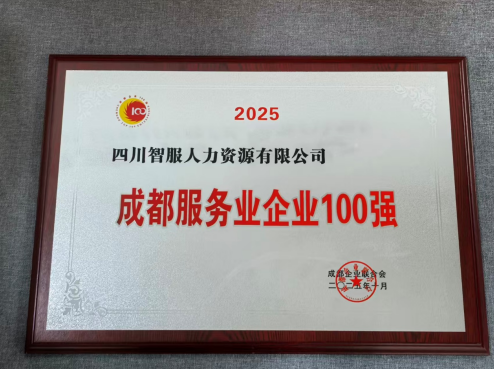 100
2025
四川智服人力资源有限公司
成都服务业企业100强
成都企业联合会
二〇二五年十月